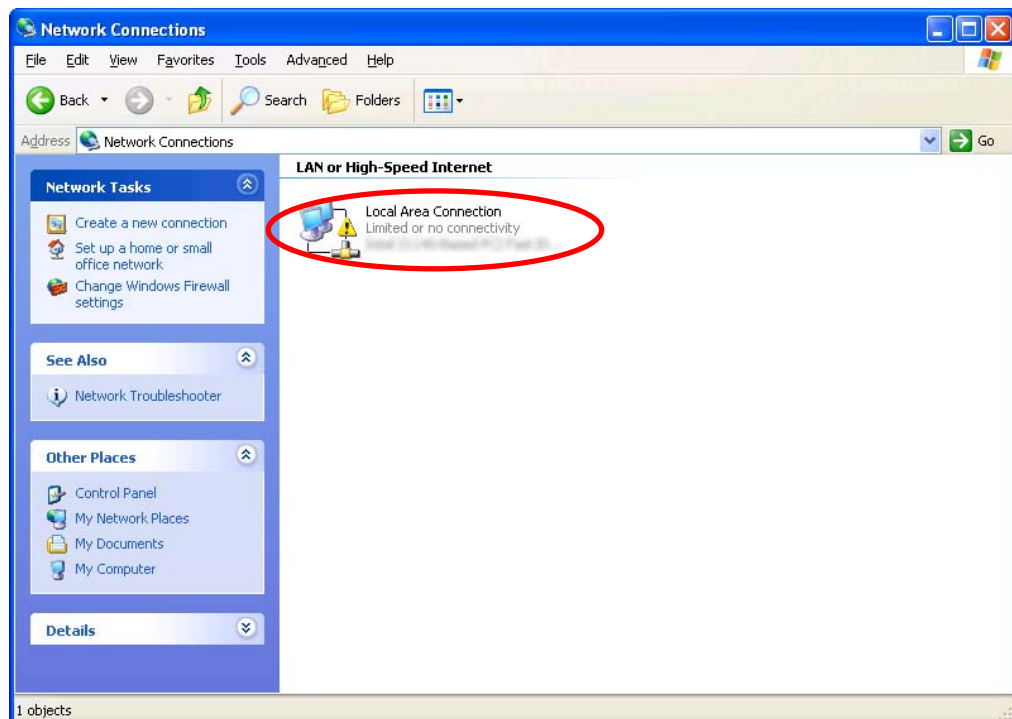 Network Connections
File Edit View Favorites Tools Advanced Help
Back Search Folders
Address Network Connections Go
Network Tasks
Create a new connection
Set up a home or small
office network
Change Windows Firewall
settings
See Also
Network Troubleshooter
Other Places
Control Panel
My Network Places
My Documents
My Computer
Details
LAN or High-Speed Internet
Local Area Connection
Limited or no connectivity
1 objects